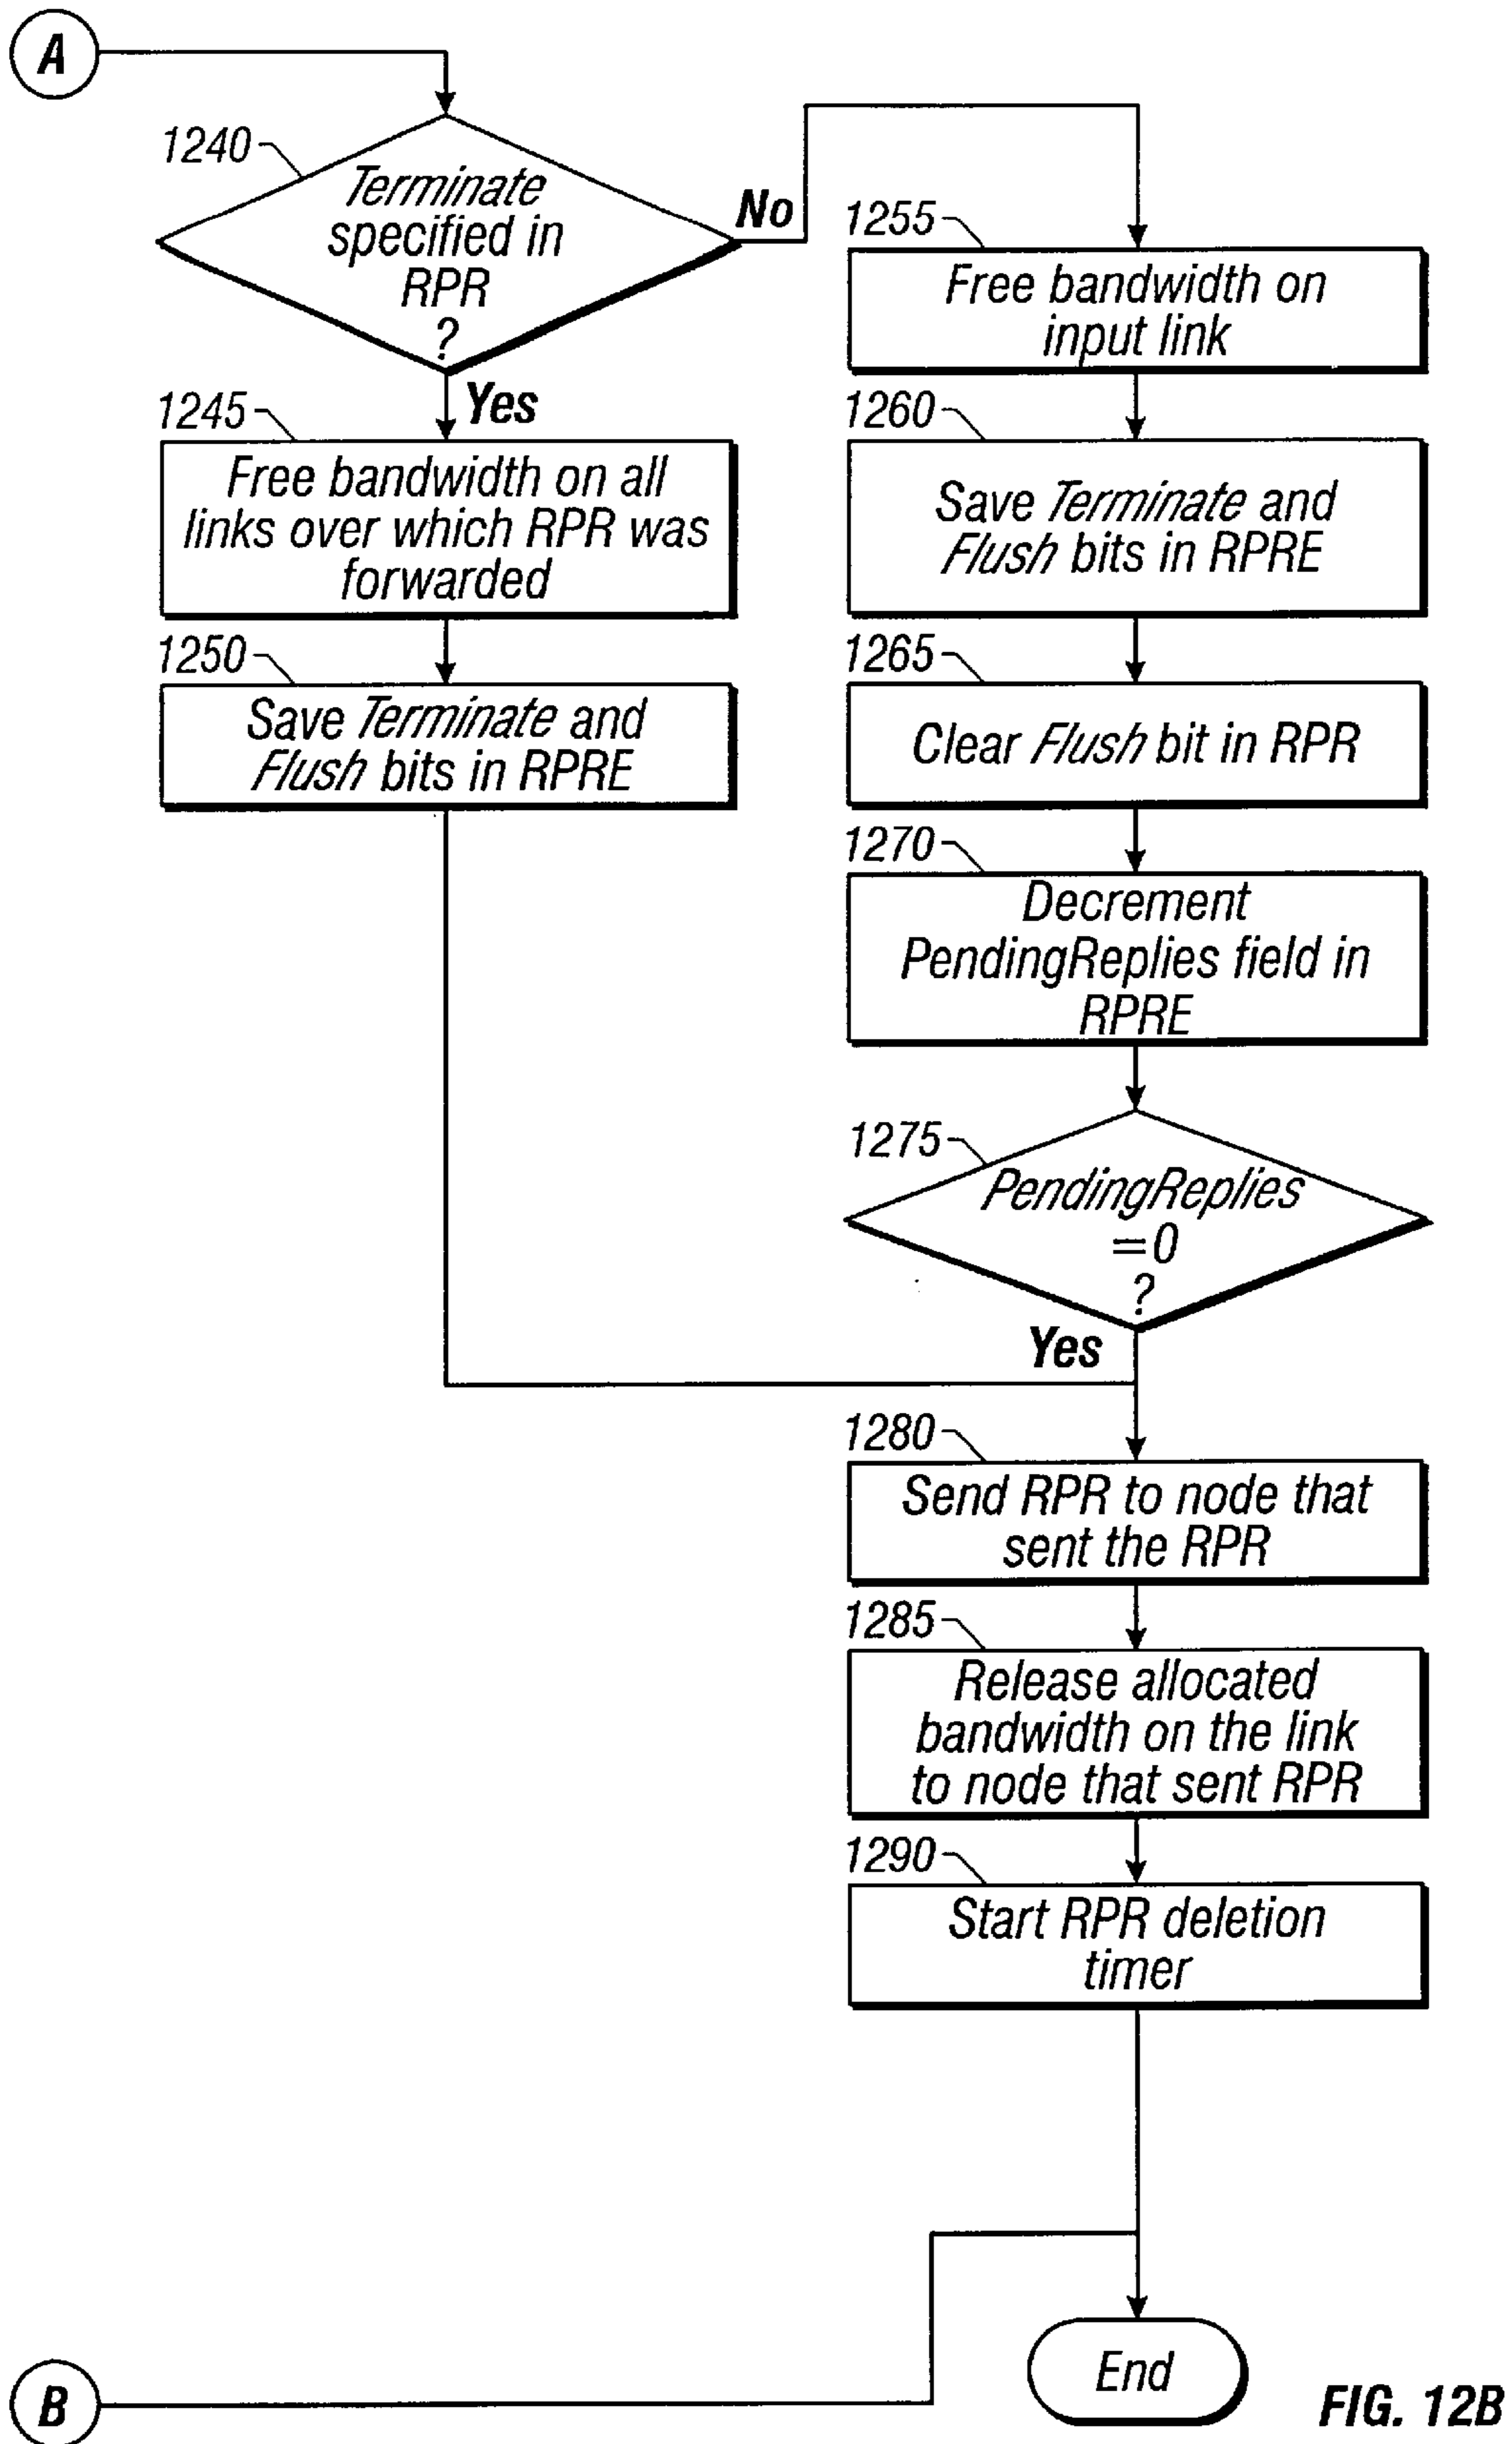 A
1240
Terminate
specified in
RPR
?
No
Yes
1245
Free bandwidth on all
links over which RPR was
forwarded
1250
Save Terminate and
Flush bits in RPRE
1255
Free bandwidth on
input link
1260
Save Terminate and
Flush bits in RPRE
1265
Clear Flush bit in RPR
1270
Decrement
PendingReplies field in
RPRE
1275
PendingReplies
=0
?
Yes
1280
Send RPR to node that
sent the RPR
1285
Release allocated
bandwidth on the link
to node that sent RPR
1290
Start RPR deletion
timer
End
B
FIG. 12B